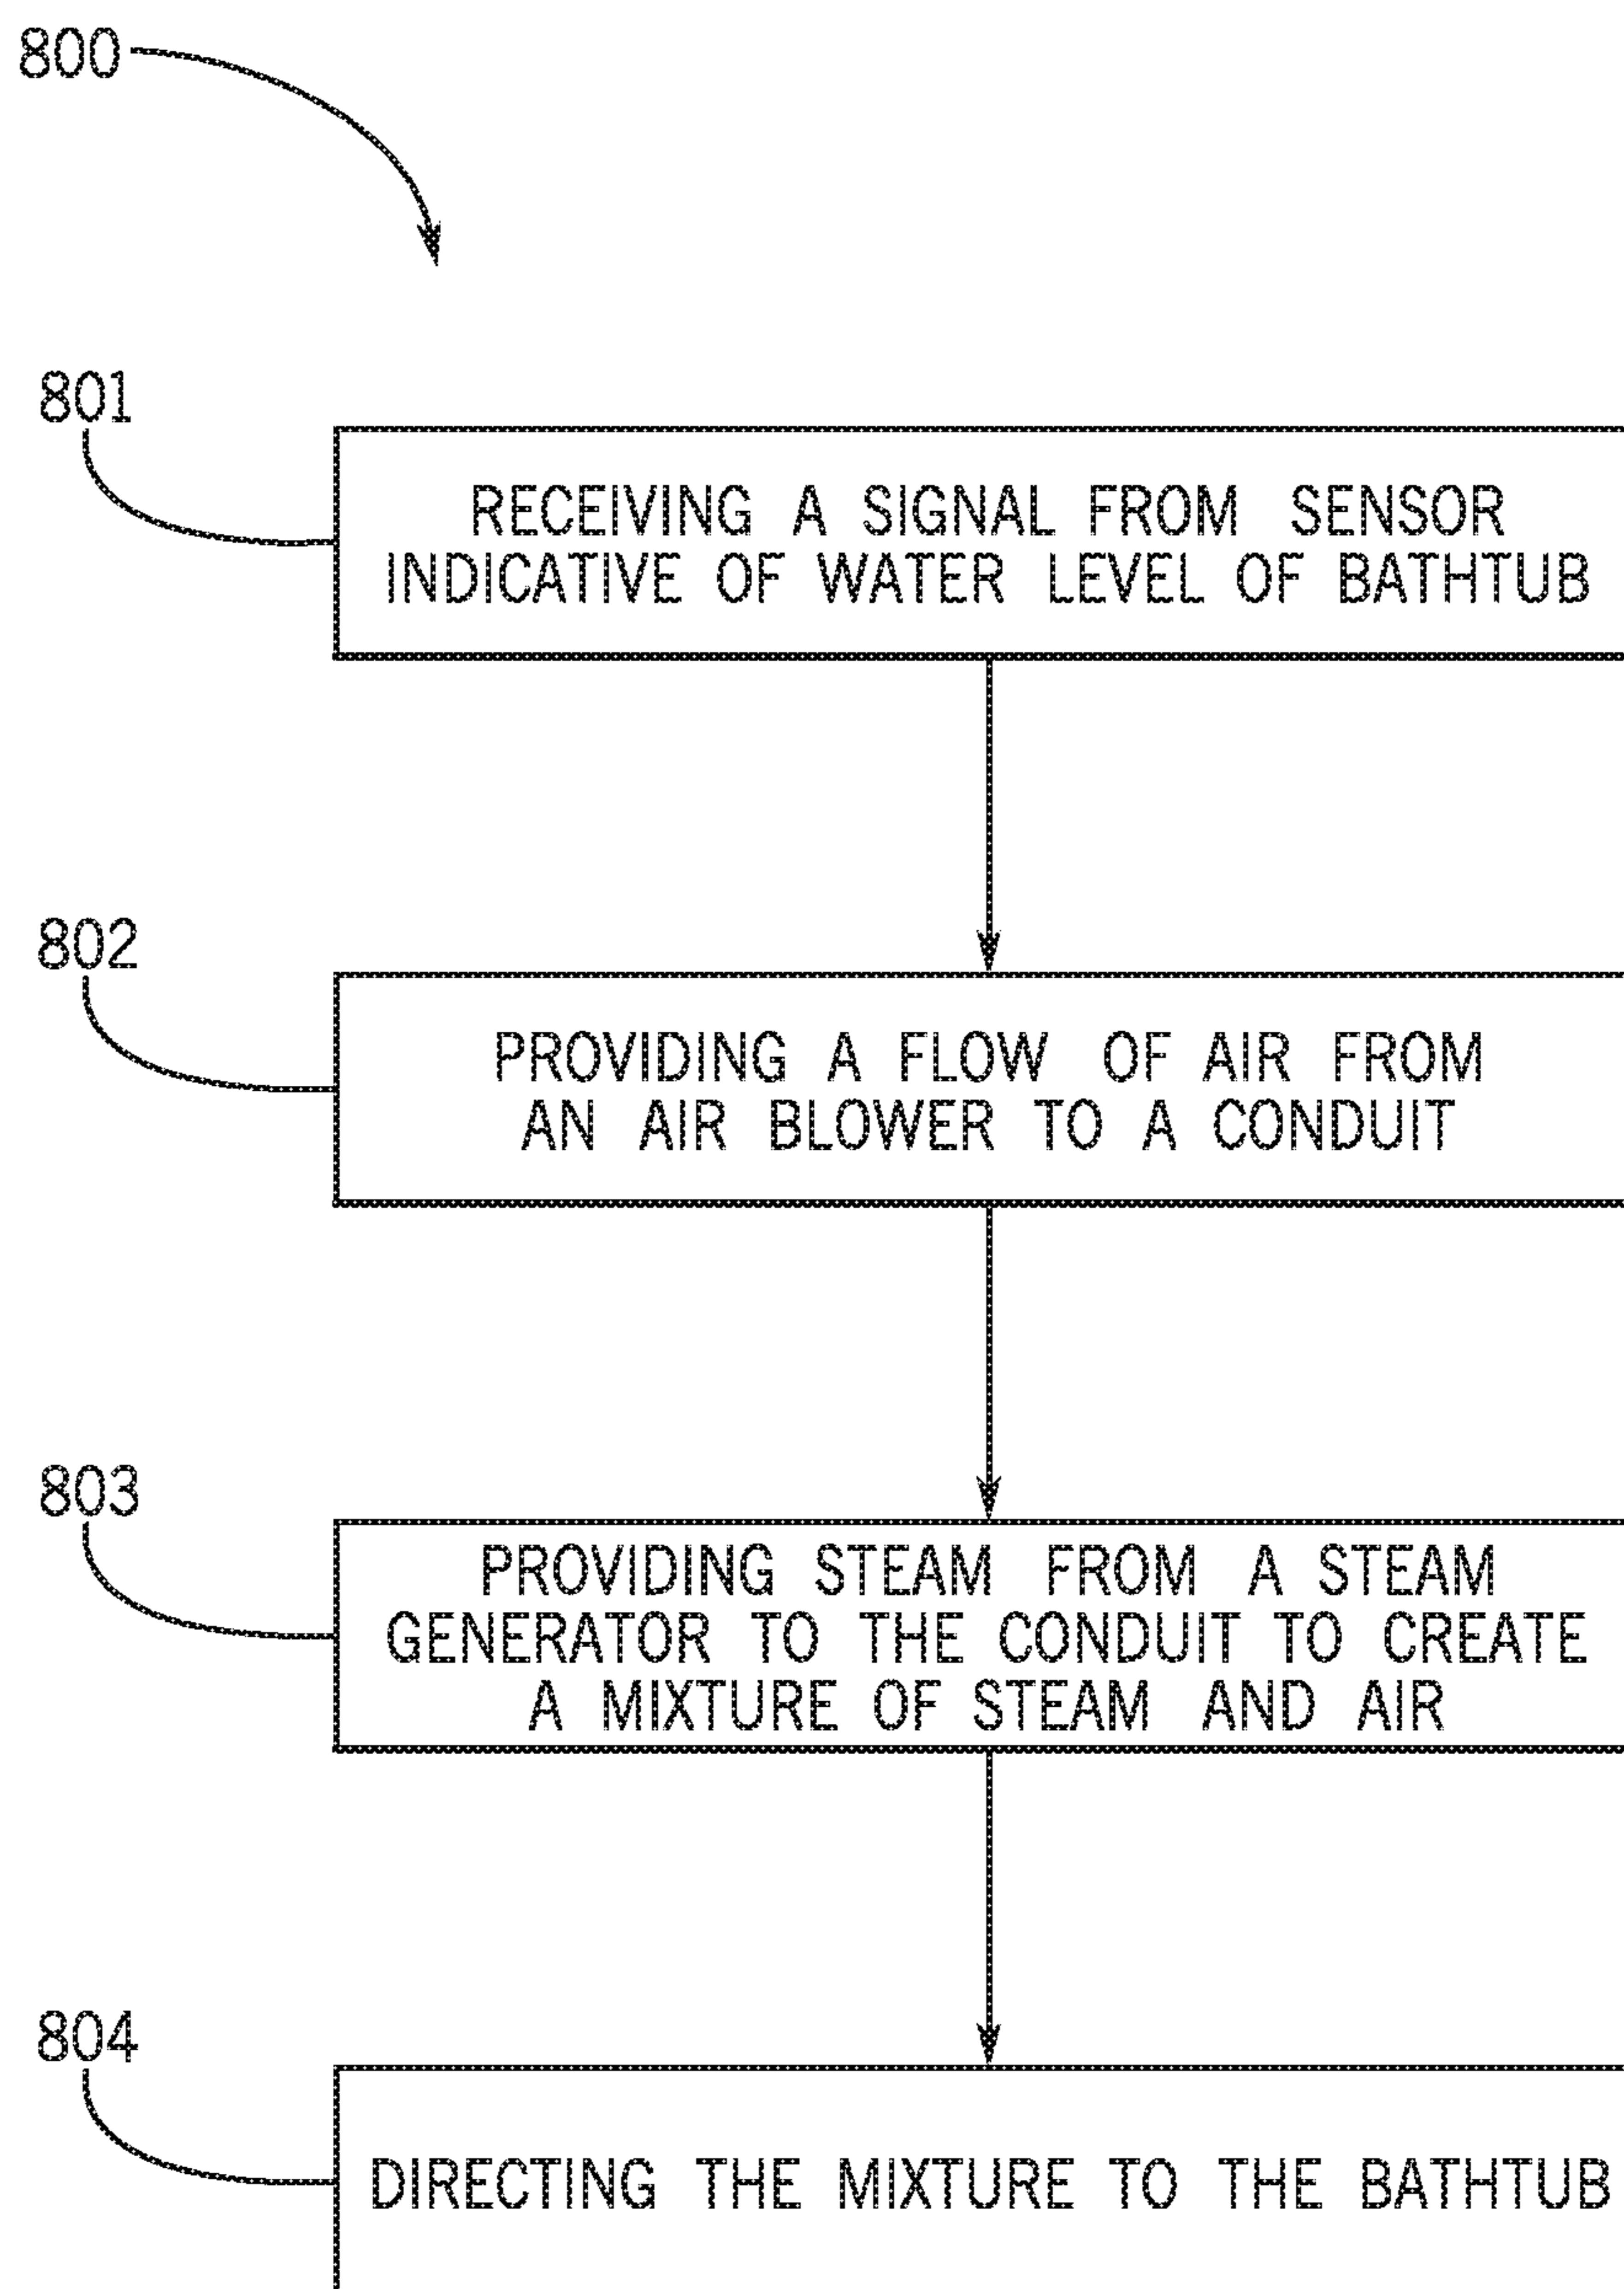 800
801
RECEIVING A SIGNAL FROM SENSOR
INDICATIVE OF WATER LEVEL OF BATHTUB
802
PROVIDING A FLOW OF AIR FROM
AN AIR BLOWER TO A CONDUIT
803
PROVIDING STEAM FROM A STEAM
GENERATOR TO THE CONDUIT TO CREATE
A MIXTURE OF STEAM AND AIR
804
DIRECTING THE MIXTURE TO THE BATHTUB